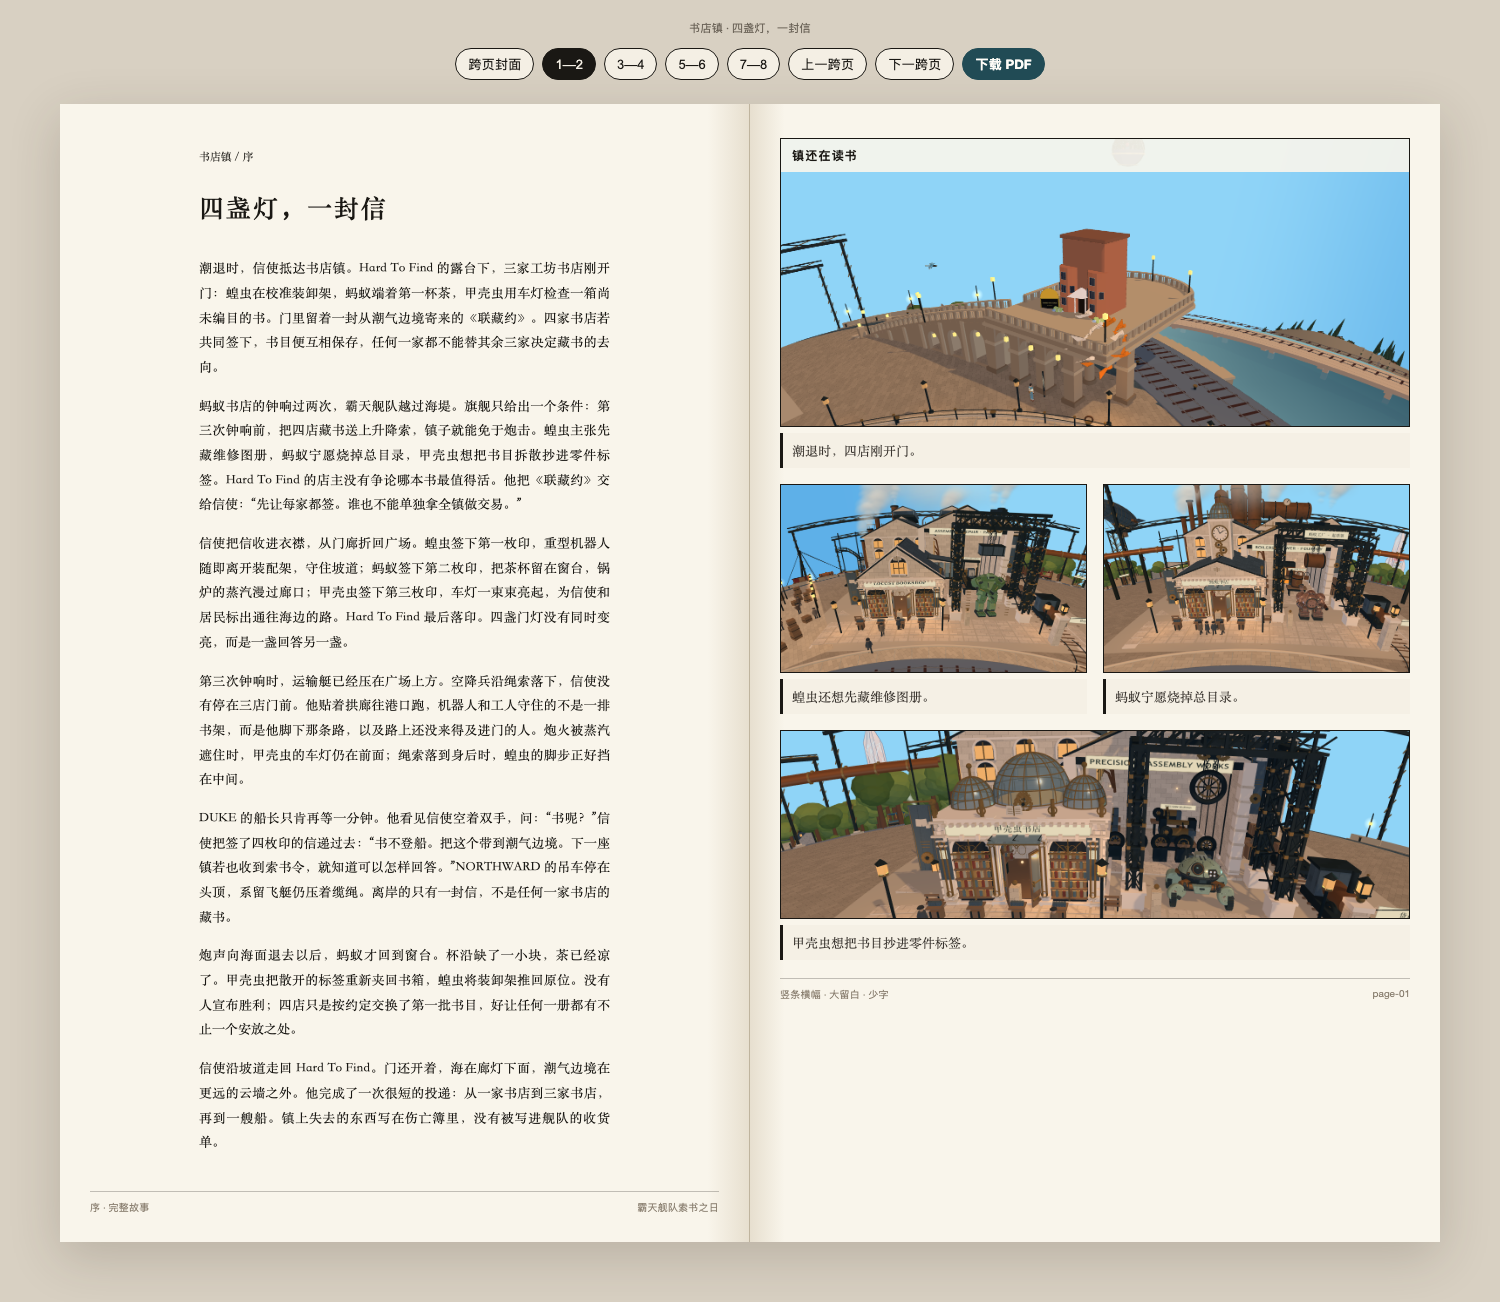 书店镇 · 四盏灯，一封信
跨页封面
1—2
3—4
5—6
7—8
上一跨页
下一跨页
下载 PDF
书店镇 / 序
四盏灯，一封信
潮退时，信使抵达书店镇。Hard To Find 的露台下，三家工坊书店刚开
门：蝗虫在校准装卸架，蚂蚁端着第一杯茶，甲壳虫用车灯检查一箱尚
未编目的书。门里留着一封从潮气边境寄来的《联藏约》。四家书店若
共同签下，书目便互相保存，任何一家都不能替其余三家决定藏书的去
向。
蚂蚁书店的钟响过两次，霸天舰队越过海堤。旗舰只给出一个条件：第
三次钟响前，把四店藏书送上升降索，镇子就能免于炮击。蝗虫主张先
藏维修图册，蚂蚁宁愿烧掉总目录，甲壳虫想把书目拆散抄进零件标
签。Hard To Find 的店主没有争论哪本书最值得活。他把《联藏约》交
给信使：“先让每家都签。谁也不能单独拿全镇做交易。”
信使把信收进衣襟，从门廊折回广场。蝗虫签下第一枚印，重型机器人
随即离开装配架，守住坡道；蚂蚁签下第二枚印，把茶杯留在窗台，锅
炉的蒸汽漫过廊口；甲壳虫签下第三枚印，车灯一束束亮起，为信使和
居民标出通往海边的路。Hard To Find 最后落印。四盏门灯没有同时变
亮，而是一盏回答另一盏。
第三次钟响时，运输艇已经压在广场上方。空降兵沿绳索落下，信使没
有停在三店门前。他贴着拱廊往港口跑，机器人和工人守住的不是一排
书架，而是他脚下那条路，以及路上还没来得及进门的人。炮火被蒸汽
遮住时，甲壳虫的车灯仍在前面；绳索落到身后时，蝗虫的脚步正好挡
在中间。
DUKE 的船长只肯再等一分钟。他看见信使空着双手，问：“书呢？”信
使把签了四枚印的信递过去：“书不登船。把这个带到潮气边境。下一座
镇若也收到索书令，就知道可以怎样回答。”NORTHWARD 的吊车停在
头顶，系留飞艇仍压着缆绳。离岸的只有一封信，不是任何一家书店的
藏书。
炮声向海面退去以后，蚂蚁才回到窗台。杯沿缺了一小块，茶已经凉
了。甲壳虫把散开的标签重新夹回书箱，蝗虫将装卸架推回原位。没有
人宣布胜利；四店只是按约定交换了第一批书目，好让任何一册都有不
止一个安放之处。
信使沿坡道走回 Hard To Find。门还开着，海在廊灯下面，潮气边境在
更远的云墙之外。他完成了一次很短的投递：从一家书店到三家书店，
再到一艘船。镇上失去的东西写在伤亡簿里，没有被写进舰队的收货
单。
序 · 完整故事
霸天舰队索书之日
镇还在读书
潮退时，四店刚开门。
LOCUST BOOKSHOP
蝗虫还想先藏维修图册。
蚂蚁宁愿烧掉总目录。
PRECISION ASSEMBLY WORKS
甲壳虫书店
甲壳虫想把书目抄进零件标签。
竖条横幅 · 大留白 · 少字
page-01